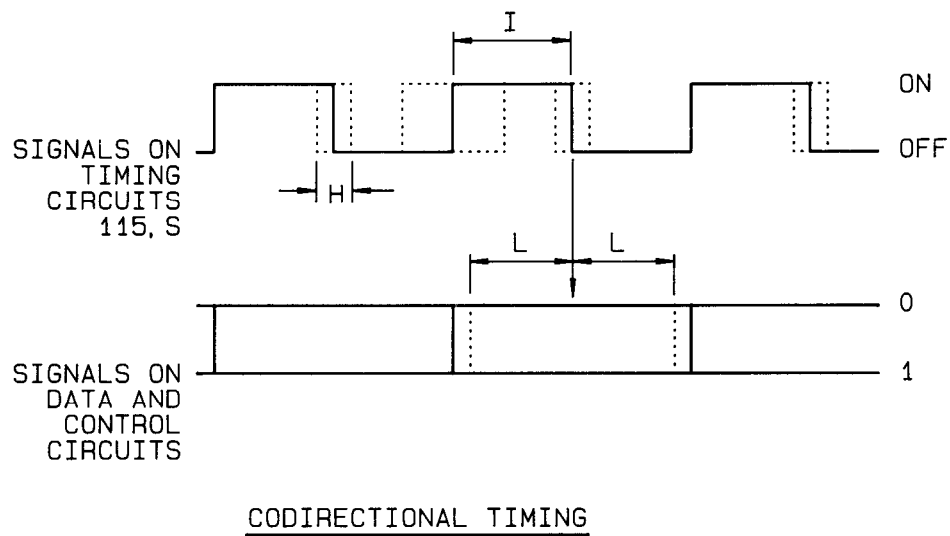 I
ON
OFF
SIGNALS ON
TIMING
CIRCUITS
115, S
H
L
L
0
1
SIGNALS ON
DATA AND
CONTROL
CIRCUITS
CODIRECTIONAL TIMING